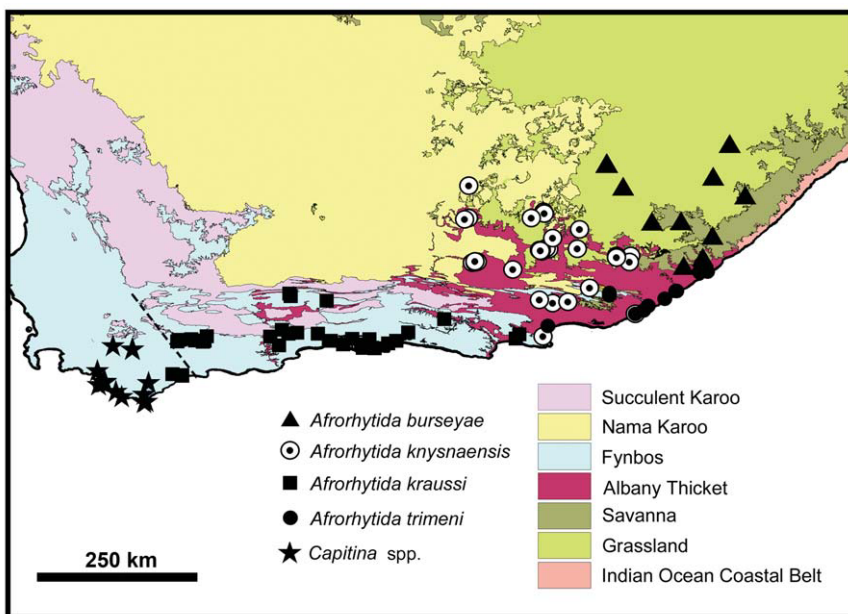 Afrorhytida burseyae
Afrorhytida knysnaensis
Afrorhytida kraussi
Afrorhytida trimeni
Capitina spp.
250 km
Succulent Karoo
Nama Karoo
Fynbos
Albany Thicket
Savanna
Grassland
Indian Ocean Coastal Belt